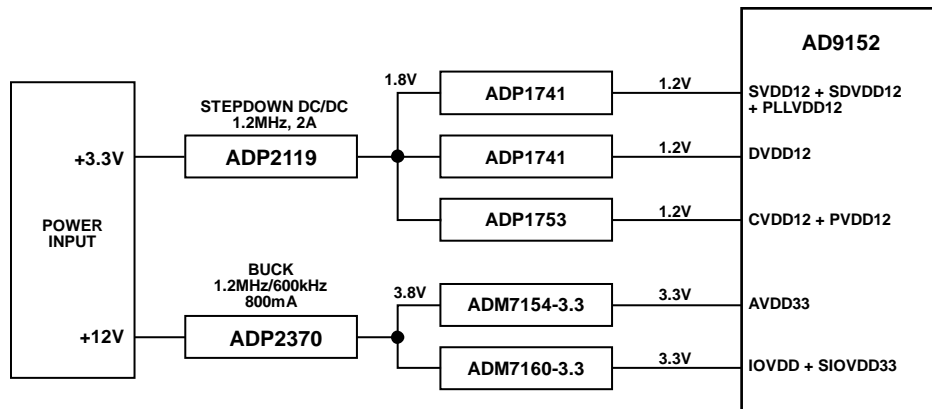 AD9152
POWER
INPUT
+3.3V
+12V
STEPDOWN DC/DC
1.2MHz, 2A
ADP2119
1.8V
ADP1741
1.2V
SVDD12 + SDVDD12
+ PLLVDD12
ADP1741
1.2V
DVDD12
ADP1753
1.2V
CVDD12 + PVDD12
BUCK
1.2MHz/600kHz
800mA
ADP2370
3.8V
ADM7154-3.3
3.3V
AVDD33
ADM7160-3.3
3.3V
IOVDD + SIOVDD33